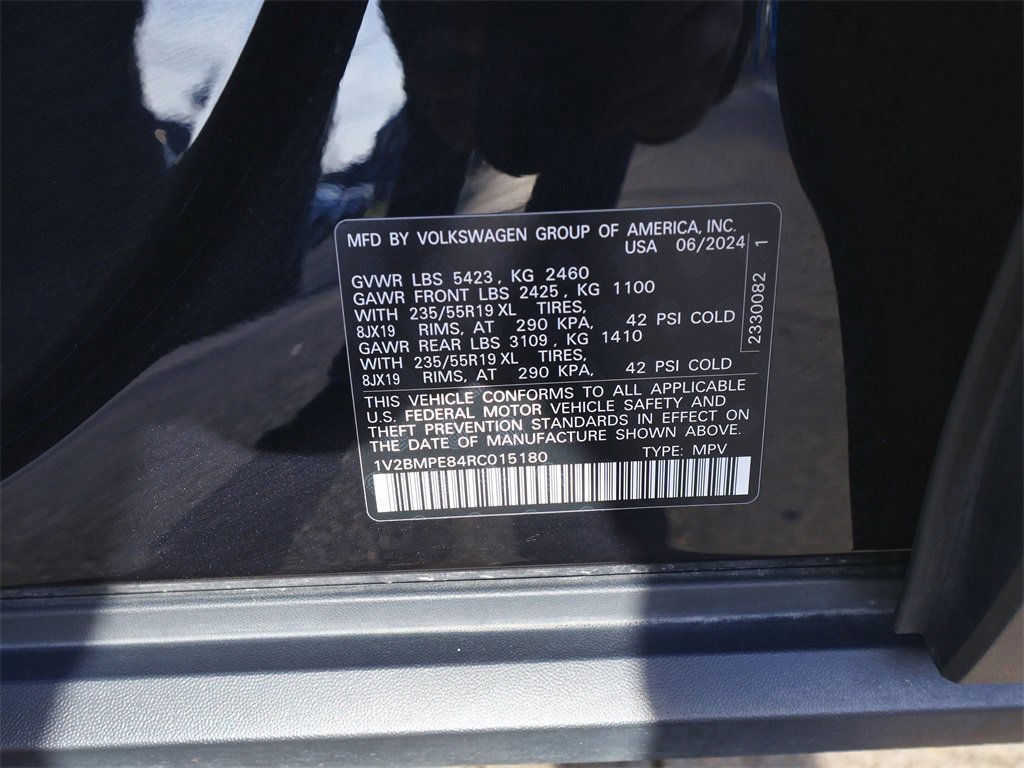 MFD BY VOLKSWAGEN GROUP OF AMERICA, INC.
USA 06/2024
GVWR LBS 5423, KG 2460
GAWR FRONT LBS 2425, KG 1100
WITH 235/55R19 XL TIRES,
8JX19 RIMS, AT 290 KPA, 42 PSI COLD
GAWR REAR LBS 3109, KG 1410
WITH 235/55R19 XL TIRES,
8JX19 RIMS, AT 290 KPA, 42 PSI COLD
2330082 1
THIS VEHICLE CONFORMS TO ALL APPLICABLE
U.S. FEDERAL MOTOR VEHICLE SAFETY AND
THEFT PREVENTION STANDARDS IN EFFECT ON
THE DATE OF MANUFACTURE SHOWN ABOVE.
1V2BMPE84RC015180 TYPE: MPV